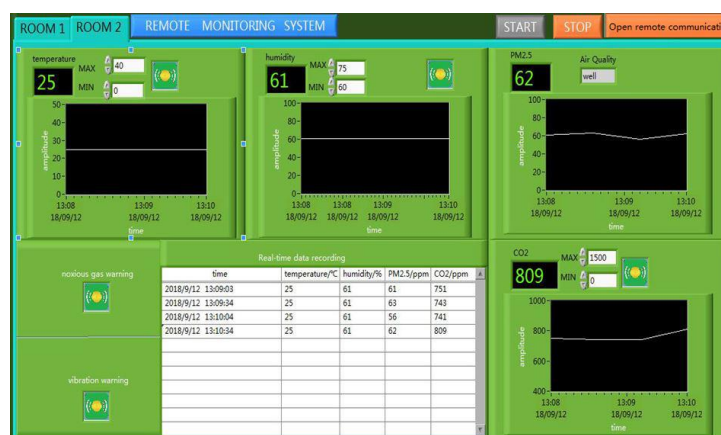 ROOM 1 ROOM 2 REMOTE MONITORING SYSTEM START STOP Open remote communicati
temperature
25
MAX 40
MIN 0
amplitude
50
40
30
20
10
0
13:08 13:09 13:10
18/09/12 18/09/12 18/09/12
time
humidity
61
MAX 75
MIN 60
amplitude
100
80
60
40
20
0
13:08 13:08 13:09 13:10
18/09/12 18/09/12 18/09/12
time
PM2.5
62
Air Quality
well
amplitude
100
80
60
40
20
0
13:08 13:09 13:10
18/09/12 18/09/12 18/09/12
time
noxious gas warning
vibration warning
Real-time data recording
time temperature/℃ humidity/% PM2.5/ppm CO2/ppm
2018/9/12 13:09:03 25 61 61 751
2018/9/12 13:09:34 25 61 63 743
2018/9/12 13:10:04 25 61 56 741
2018/9/12 13:10:34 25 61 62 809
CO2
809
MAX 1500
MIN 0
amplitude
1000
800
600
400
13:08 13:09 13:10
18/09/12 18/09/12 18/09/12
time